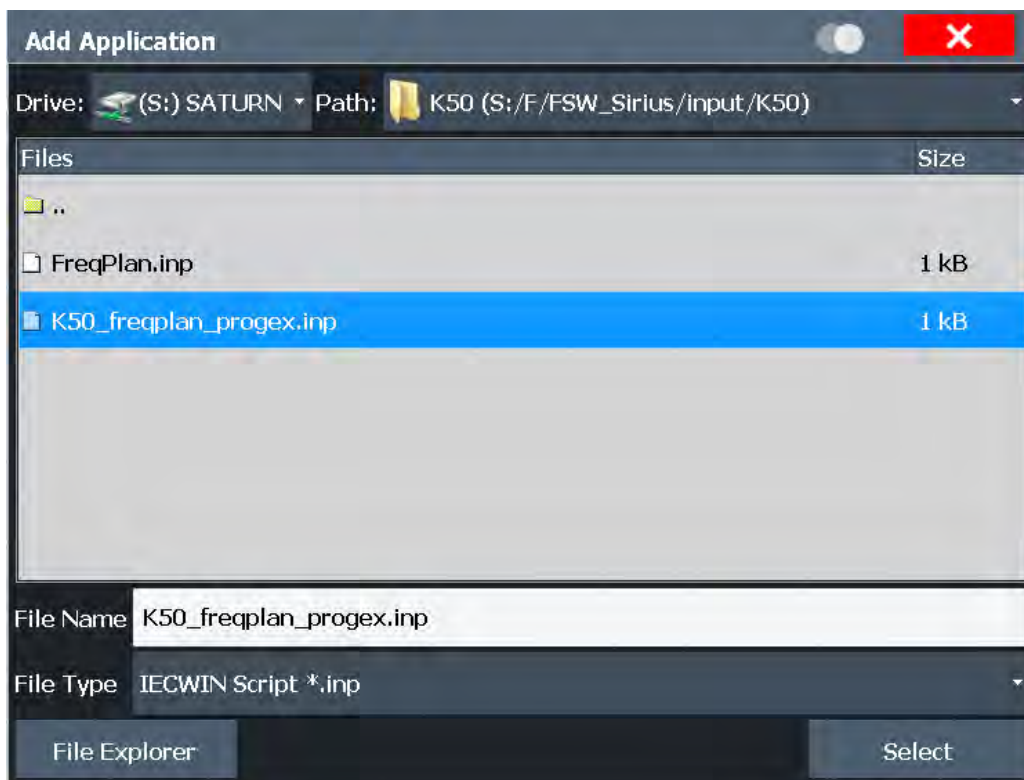 Add Application
Drive: (S:) SATURN Path: K50 (S:/F/FSW_Sirius/input/K50)
Files Size
..
FreqPlan.inp 1 kB
K50_freqplan_progex.inp 1 kB
File Name K50_freqplan_progex.inp
File Type IECWIN Script *.inp
File Explorer Select